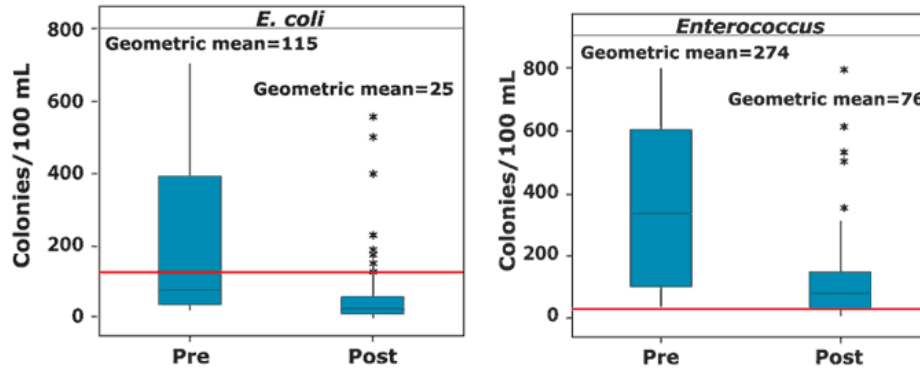 E. coli
Geometric mean=115
Geometric mean=25
Colonies/100 mL
800
600
400
200
0
Pre Post
Enterococcus
Geometric mean=274
Geometric mean=76
Colonies/100 mL
800
600
400
200
0
Pre Post